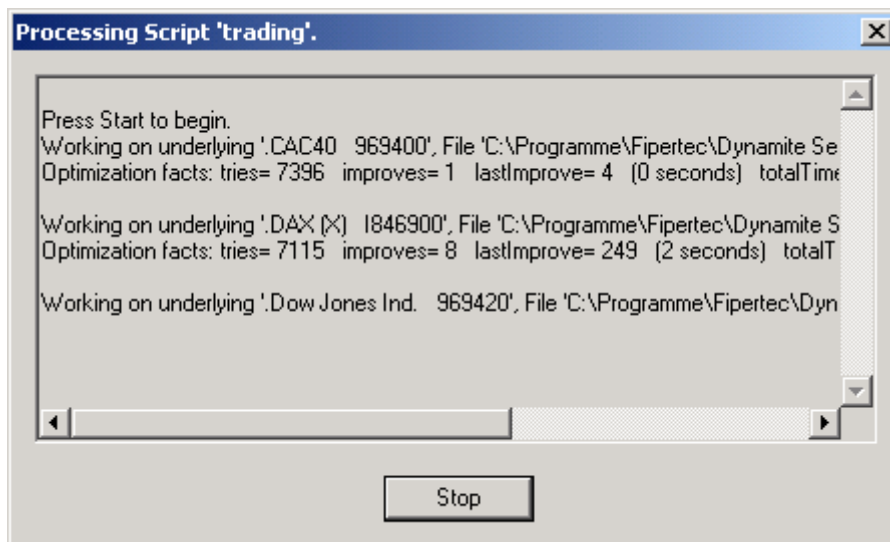 Processing Script 'trading'.
Press Start to begin.
Working on underlying '.CAC40   969400', File 'C:\Programme\Fipertec\Dynamite Se
Optimization facts: tries= 7396   improves= 1   lastImprove= 4   (0 seconds)   totalTime
Working on underlying '.DAX (X)   I846900', File 'C:\Programme\Fipertec\Dynamite S
Optimization facts: tries= 7115   improves= 8   lastImprove= 249   (2 seconds)   totalT
Working on underlying '.Dow Jones Ind.   969420', File 'C:\Programme\Fipertec\Dyn
Stop